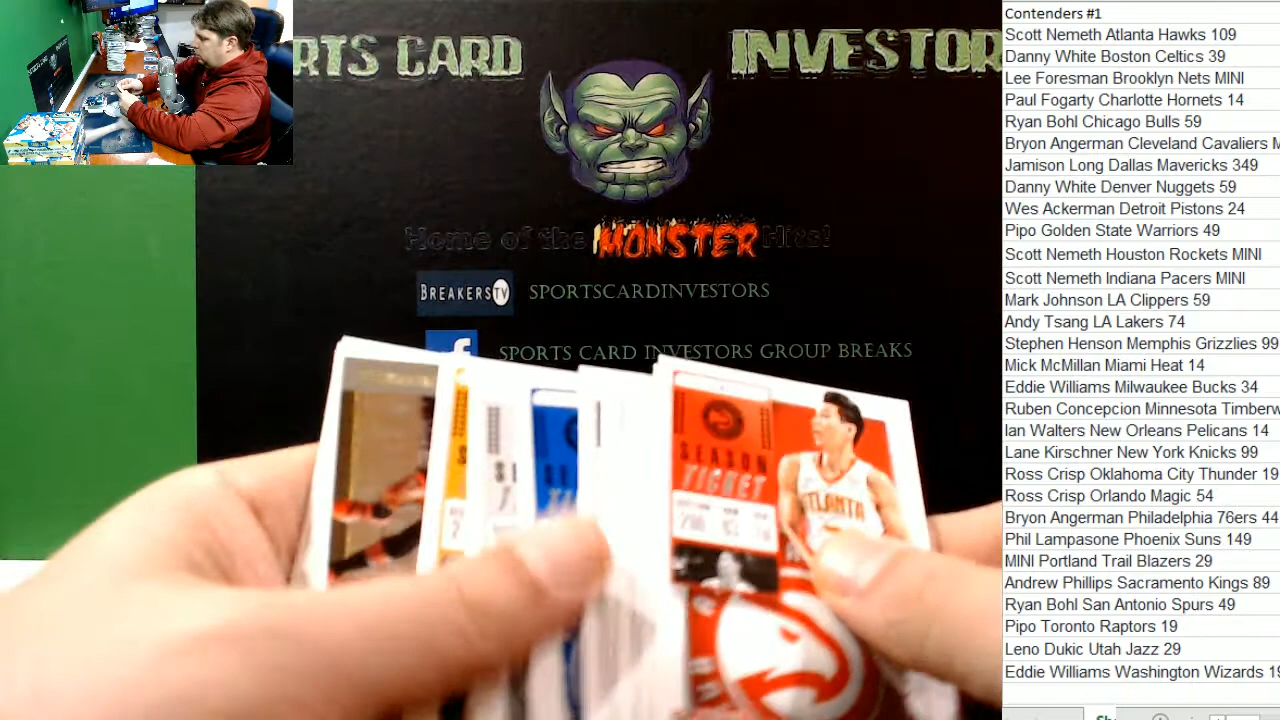 RTS CARD INVESTOR
Home of the MONSTER Hits!
BREAKERS TV SPORTSCARDINVESTORS
f SPORTS CARD INVESTORS GROUP BREAKS
SEASON
TICKET
ATLANTA
Contenders #1
Scott Nemeth Atlanta Hawks 109
Danny White Boston Celtics 39
Lee Foresman Brooklyn Nets MINI
Paul Fogarty Charlotte Hornets 14
Ryan Bohl Chicago Bulls 59
Bryon Angerman Cleveland Cavaliers M
Jamison Long Dallas Mavericks 349
Danny White Denver Nuggets 59
Wes Ackerman Detroit Pistons 24
Pipo Golden State Warriors 49
Scott Nemeth Houston Rockets MINI
Scott Nemeth Indiana Pacers MINI
Mark Johnson LA Clippers 59
Andy Tsang LA Lakers 74
Stephen Henson Memphis Grizzlies 99
Mick McMillan Miami Heat 14
Eddie Williams Milwaukee Bucks 34
Ruben Concepcion Minnesota Timberw
Ian Walters New Orleans Pelicans 14
Lane Kirschner New York Knicks 99
Ross Crisp Oklahoma City Thunder 19
Ross Crisp Orlando Magic 54
Bryon Angerman Philadelphia 76ers 44
Phil Lampasone Phoenix Suns 149
MINI Portland Trail Blazers 29
Andrew Phillips Sacramento Kings 89
Ryan Bohl San Antonio Spurs 49
Pipo Toronto Raptors 19
Leno Dukic Utah Jazz 29
Eddie Williams Washington Wizards 19